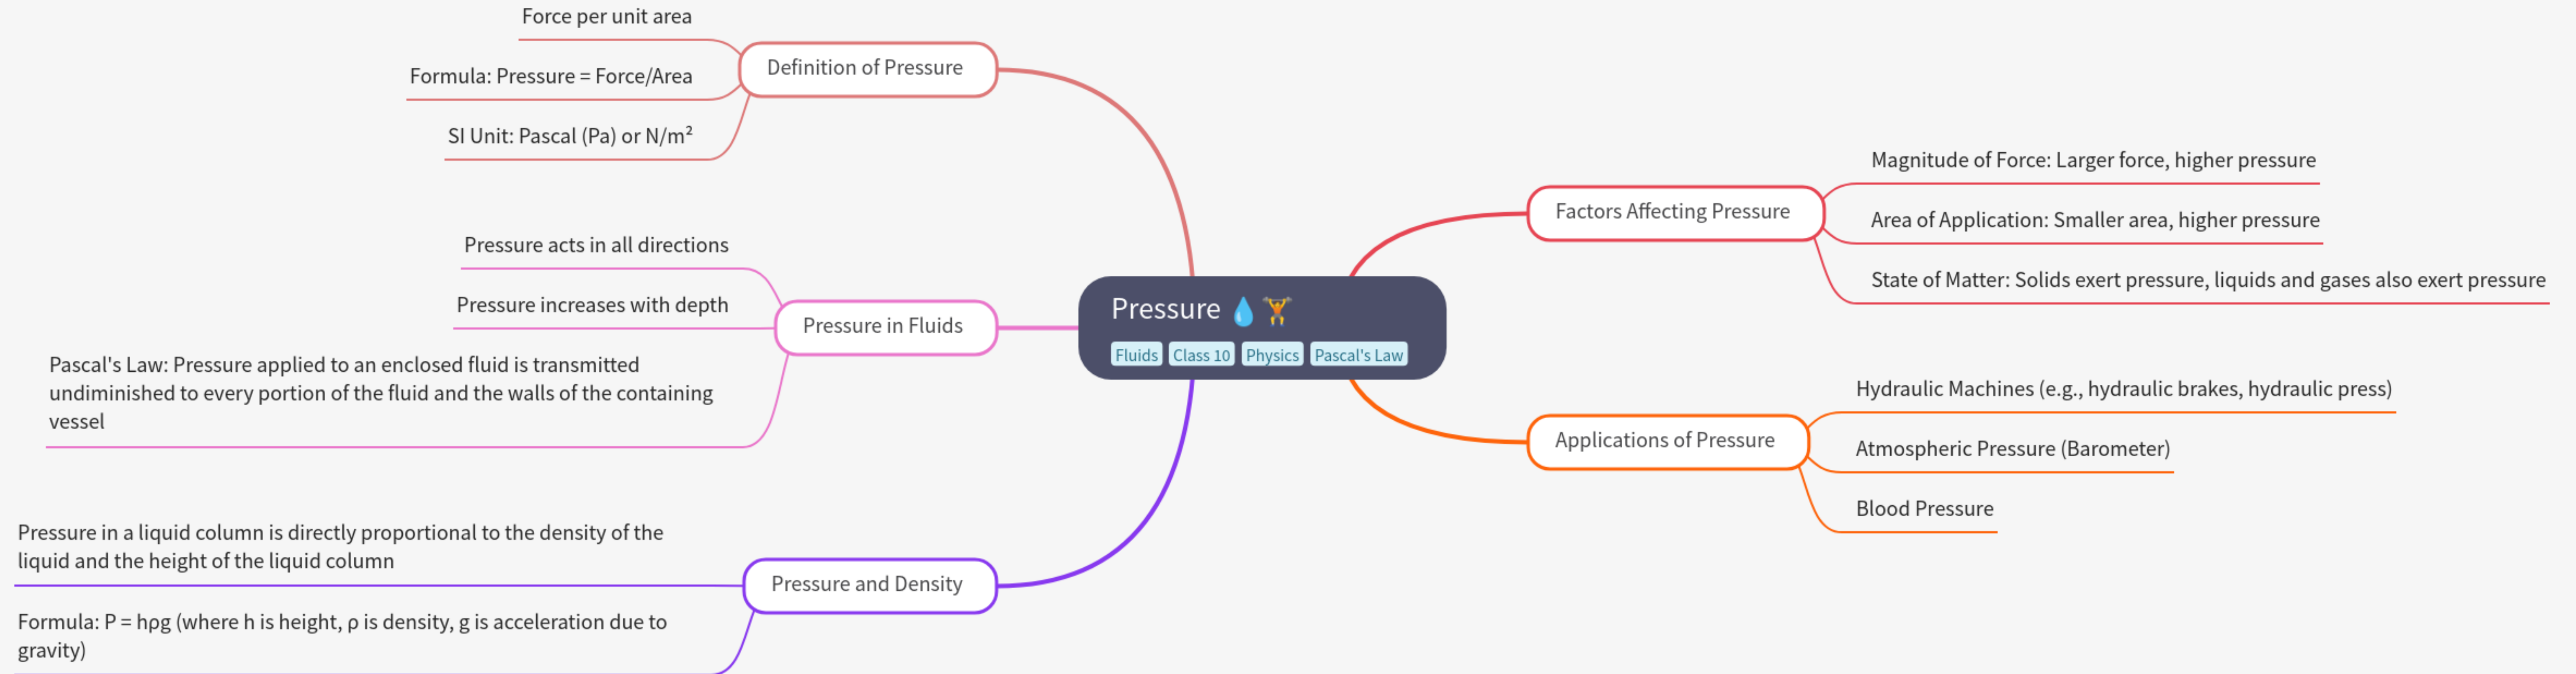 Pressure 💧🏋️
Fluids Class 10 Physics Pascal's Law
Definition of Pressure
Force per unit area
Formula: Pressure = Force/Area
SI Unit: Pascal (Pa) or N/m²
Pressure in Fluids
Pressure acts in all directions
Pressure increases with depth
Pascal's Law: Pressure applied to an enclosed fluid is transmitted
undiminished to every portion of the fluid and the walls of the containing
vessel
Pressure and Density
Pressure in a liquid column is directly proportional to the density of the
liquid and the height of the liquid column
Formula: P = hρg (where h is height, ρ is density, g is acceleration due to
gravity)
Factors Affecting Pressure
Magnitude of Force: Larger force, higher pressure
Area of Application: Smaller area, higher pressure
State of Matter: Solids exert pressure, liquids and gases also exert pressure
Applications of Pressure
Hydraulic Machines (e.g., hydraulic brakes, hydraulic press)
Atmospheric Pressure (Barometer)
Blood Pressure